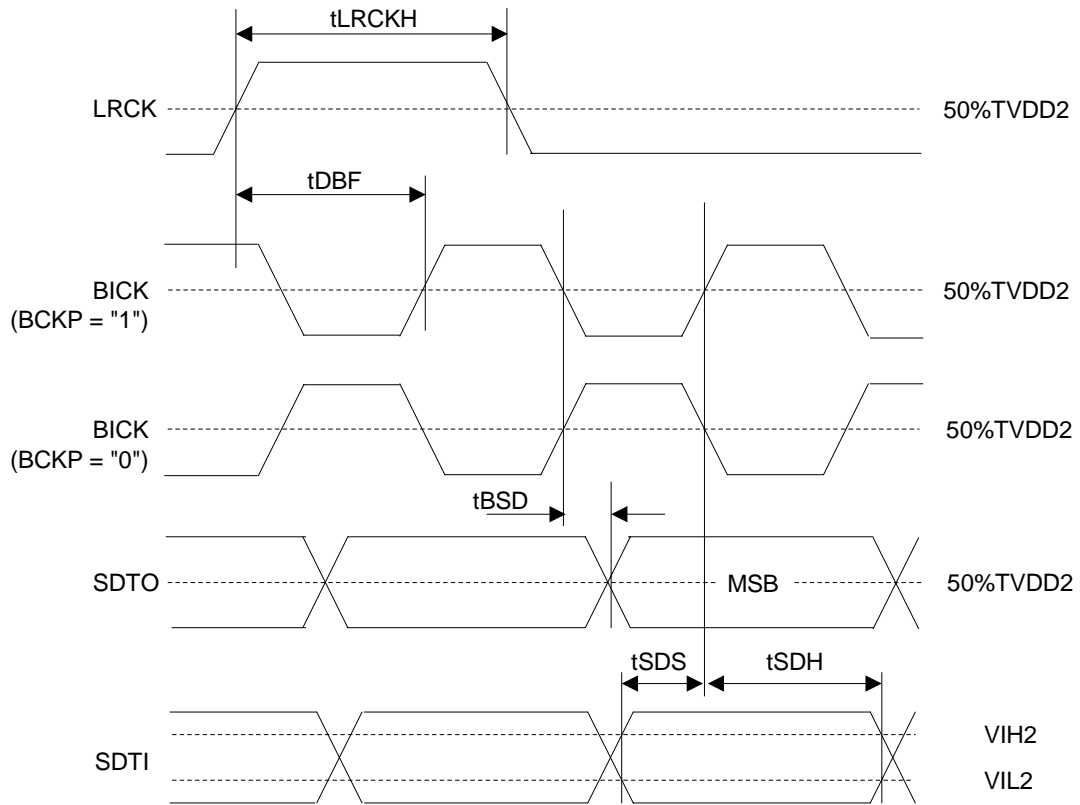 tLRCKH
LRCK
50%TVDD2
tDBF
BICK
(BCKP = "1")
50%TVDD2
BICK
(BCKP = "0")
50%TVDD2
tBSD
SDTO
MSB
50%TVDD2
tSDS
tSDH
SDTI
VIH2
VIL2